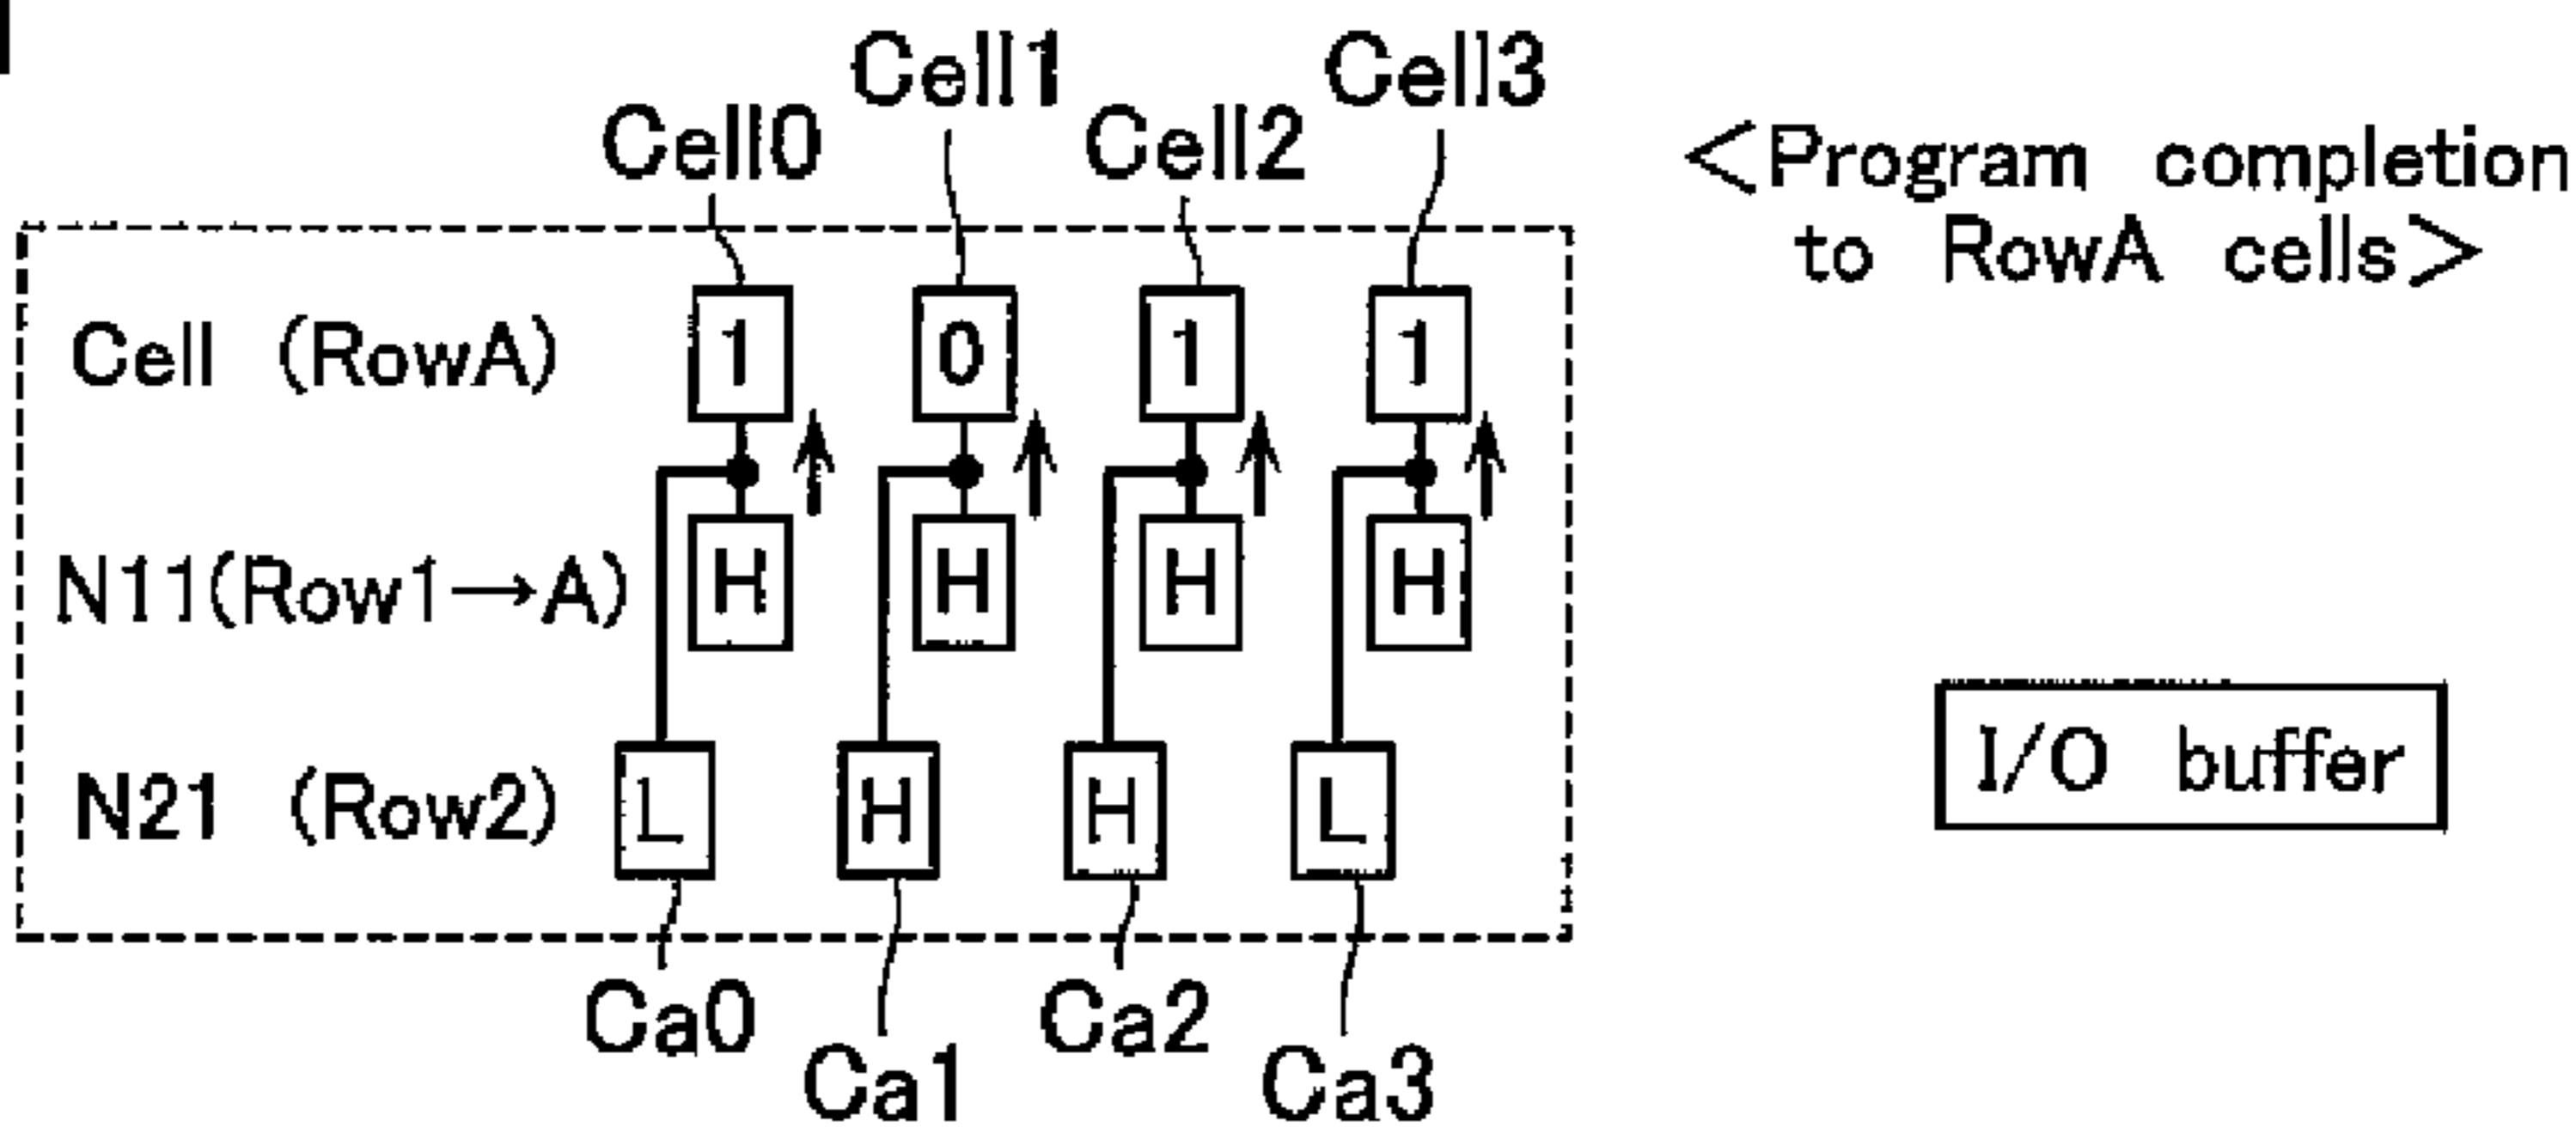 Cell0 Cell1 Cell2 Cell3
<Program completion
to RowA cells>
Cell (RowA) 1 0 1 1
N11(Row1→A) H H H H
N21 (Row2) L H H L
I/O buffer
Ca0 Ca1 Ca2 Ca3